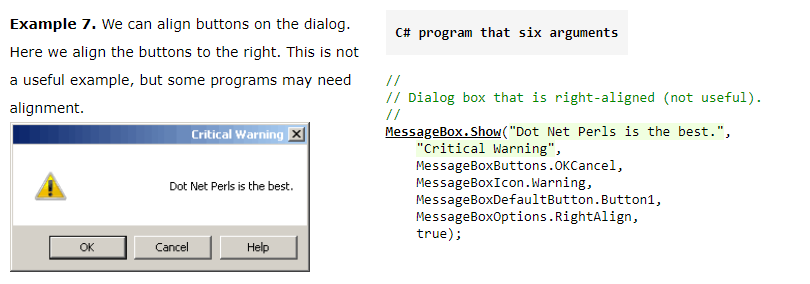 Example 7. We can align buttons on the dialog.
Here we align the buttons to the right. This is not
a useful example, but some programs may need
alignment.
Critical Warning
Dot Net Perls is the best.
OK Cancel Help
C# program that six arguments
//
// Dialog box that is right-aligned (not useful).
//
MessageBox.Show("Dot Net Perls is the best.",
    "Critical Warning",
    MessageBoxButtons.OKCancel,
    MessageBoxIcon.Warning,
    MessageBoxDefaultButton.Button1,
    MessageBoxOptions.RightAlign,
    true);